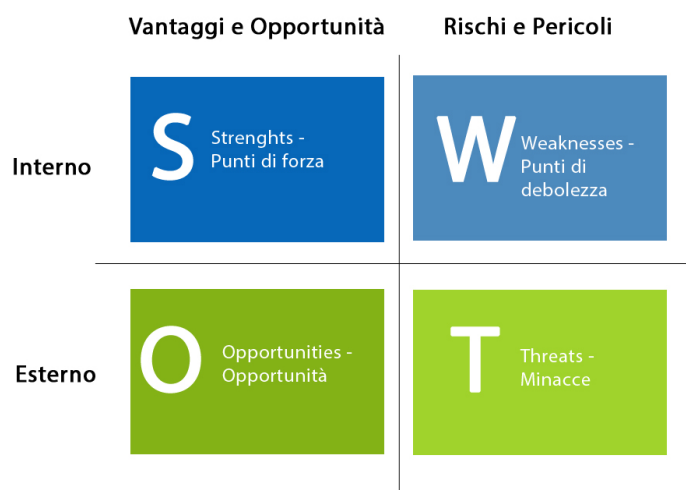 Vantaggi e Opportunità
Rischi e Pericoli
Interno
S
Strenghts -
Punti di forza
W
Weaknesses -
Punti di
debolezza
Esterno
O
Opportunities -
Opportunità
T
Threats -
Minacce